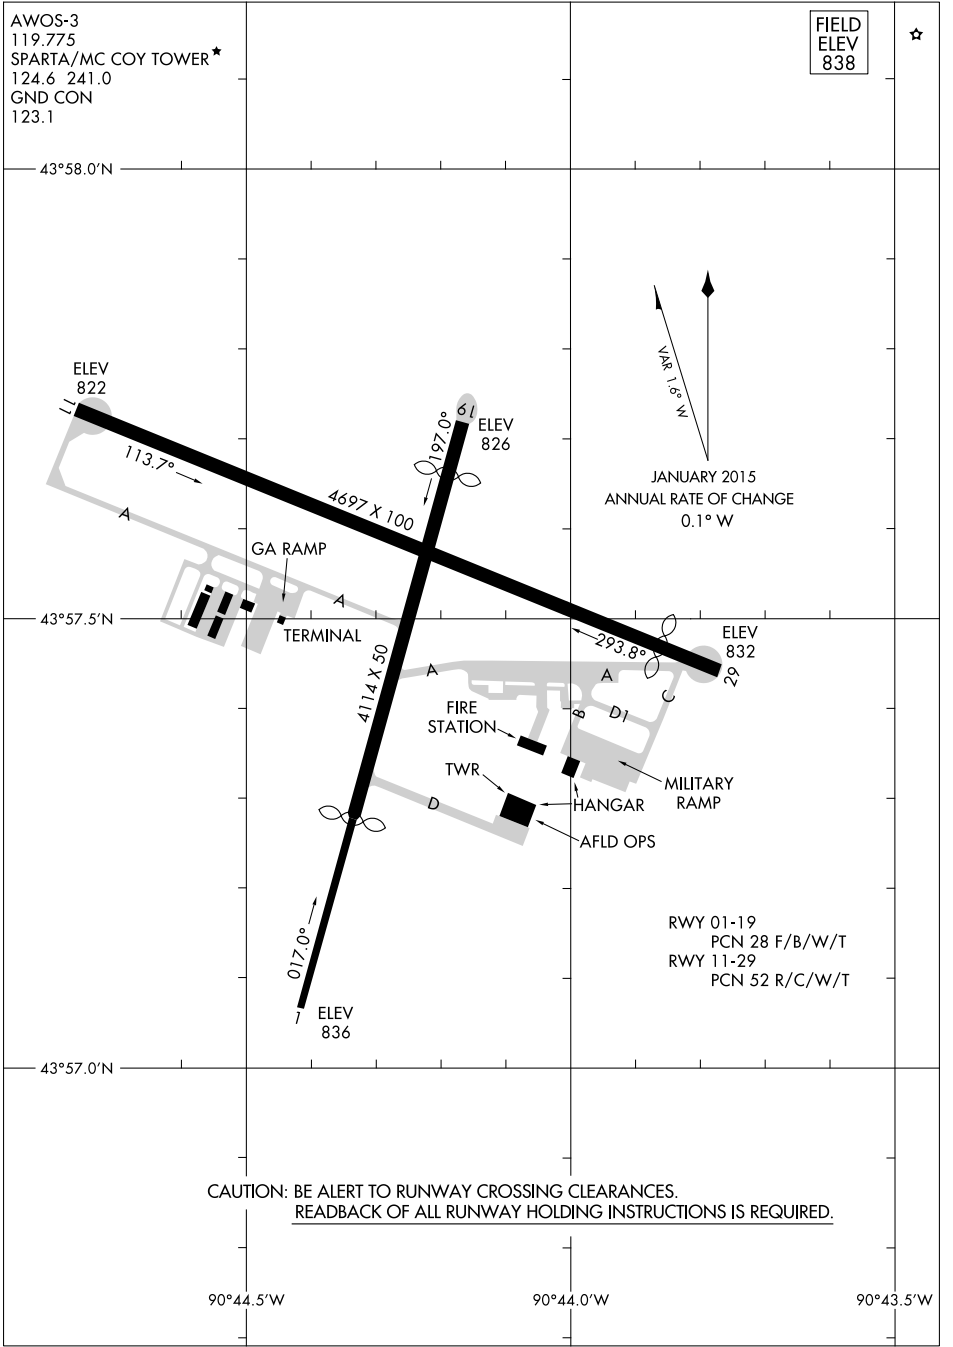 AWOS-3
119.775
SPARTA/MC COY TOWER★
124.6 241.0
GND CON
123.1
FIELD
ELEV
838
43°58.0'N
VAR 1.6° W
JANUARY 2015
ANNUAL RATE OF CHANGE
0.1° W
ELEV
822
11
113.7°
4697 X 100
19
ELEV
826
197.0°
A
GA RAMP
A
TERMINAL
43°57.5'N
293.8°
ELEV
832
29
4114 X 50
A
A
C
B
D1
FIRE
STATION
TWR
HANGAR
MILITARY
RAMP
AFLD OPS
D
017.0°
1
ELEV
836
RWY 01-19
PCN 28 F/B/W/T
RWY 11-29
PCN 52 R/C/W/T
43°57.0'N
CAUTION: BE ALERT TO RUNWAY CROSSING CLEARANCES.
READBACK OF ALL RUNWAY HOLDING INSTRUCTIONS IS REQUIRED.
90°44.5'W
90°44.0'W
90°43.5'W